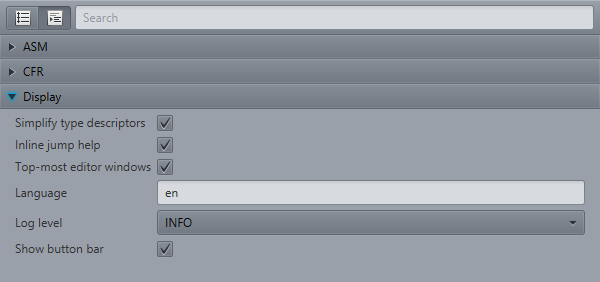 Search
ASM
CFR
Display
Simplify type descriptors
Inline jump help
Top-most editor windows
Language en
Log level INFO
Show button bar